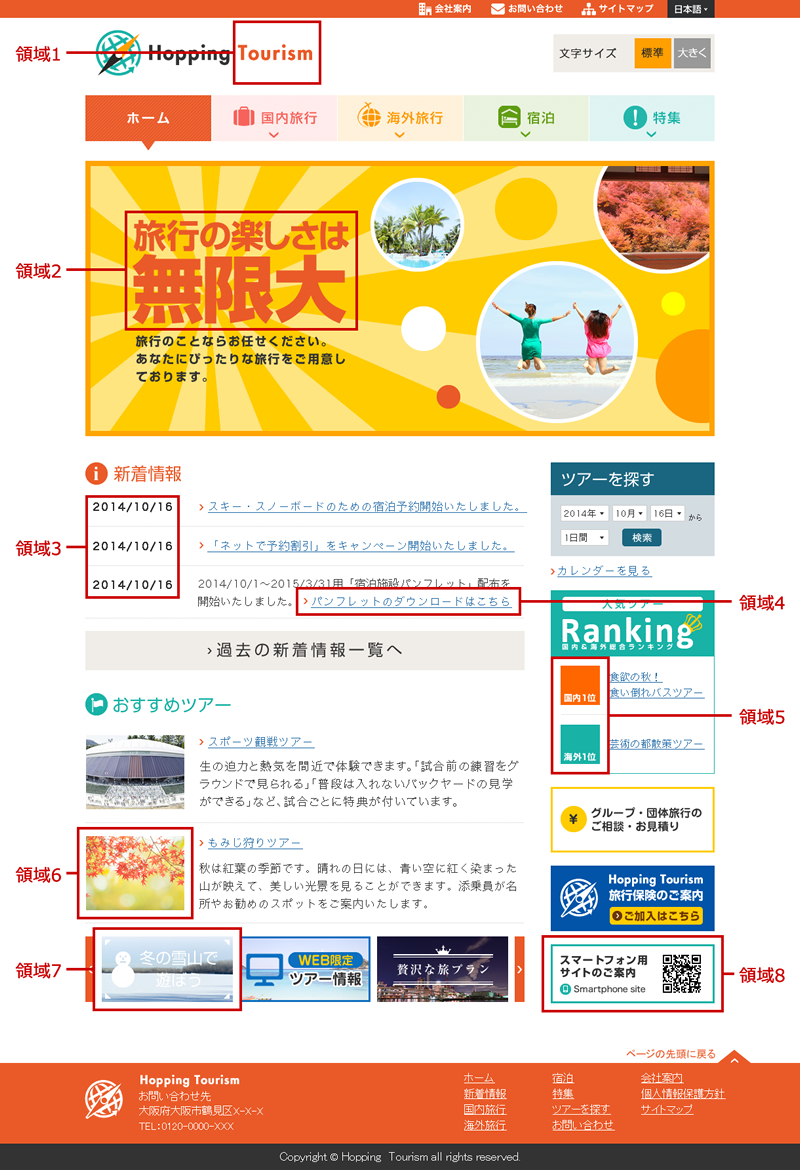 会社案内 お問い合わせ サイトマップ 日本語
領域1
Hopping Tourism
文字サイズ 標準 大きく
ホーム 国内旅行 海外旅行 宿泊 特集
領域2
旅行の楽しさは
無限大
旅行のことならお任せください。
あなたにぴったりな旅行をご用意し
ております。
新着情報
領域3
2014/10/16 スキー・スノーボードのための宿泊予約開始いたしました。
2014/10/16 「ネットで予約割引」をキャンペーン開始いたしました。
2014/10/16 2014/10/1～2015/3/31用「宿泊施設パンフレット」配布を
開始いたしました。 パンフレットのダウンロードはこちら
領域4
›過去の新着情報一覧へ
ツアーを探す
2014年 10月 16日 から
1日間 検索
カレンダーを見る
人気ツアー
Ranking
国内&海外総合ランキング
領域5
国内1位 食欲の秋！
食い倒れバスツアー
海外1位 芸術の都散策ツアー
おすすめツアー
スポーツ観戦ツアー
生の迫力と熱気を間近で体験できます。「試合前の練習をグ
ラウンドで見られる」「普段は入れないバックヤードの見学
ができる」など、試合ごとに特典が付いています。
領域6
もみじ狩りツアー
秋は紅葉の季節です。晴れの日には、青い空に紅く染まった
山が映えて、美しい光景を見ることができます。添乗員が名
所やお勧めのスポットをご案内いたします。
¥ グループ・団体旅行の
ご相談・お見積り
Hopping Tourism
旅行保険のご案内
ご加入はこちら
領域7
冬の雪山で
遊ぼう
WEB限定
ツアー情報
贅沢な旅プラン
領域8
スマートフォン用
サイトのご案内
Smartphone site
ページの先頭に戻る
Hopping Tourism
お問い合わせ先
大阪府大阪市鶴見区X-X-X
TEL:0120-0000-XXX
ホーム 宿泊 会社案内
新着情報 特集 個人情報保護方針
国内旅行 ツアーを探す サイトマップ
海外旅行 お問い合わせ
Copyright © Hopping Tourism all rights reserved.